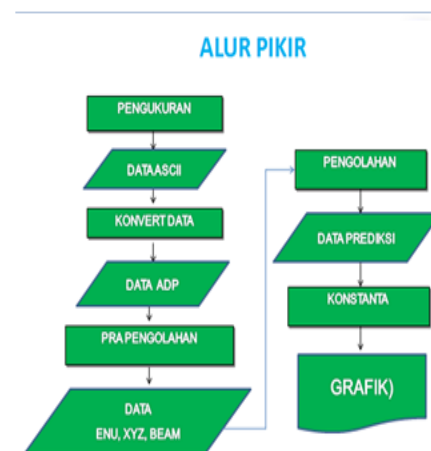 ALUR PIKIR
PENGUKURAN
DATA ASCII
KONVERT DATA
DATA ADP
PRA PENGOLAHAN
DATA
ENU, XYZ, BEAM
PENGOLAHAN
DATA PREDIKSI
KONSTANTA
GRAFIK)